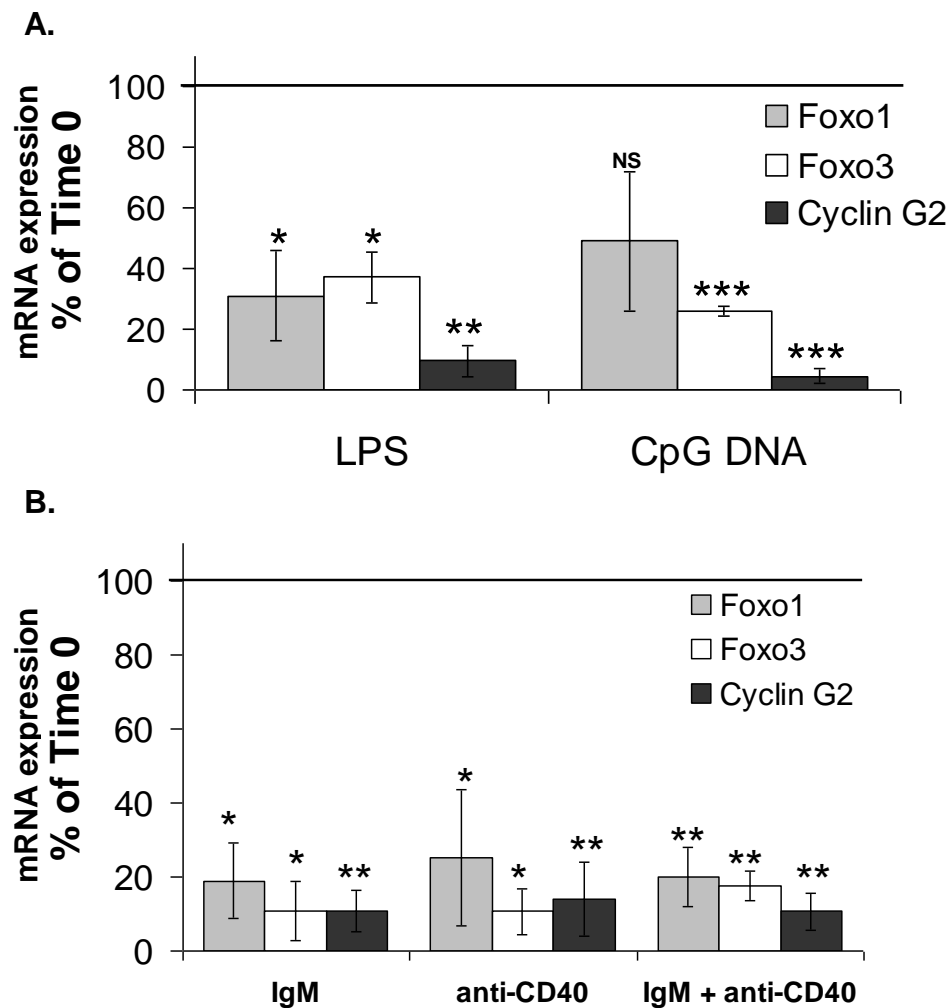 A.
mRNA expression
% of Time 0
100
80
60
40
20
0
Foxo1
Foxo3
Cyclin G2
* * **
NS *** ***
LPS CpG DNA
B.
mRNA expression
% of Time 0
100
80
60
40
20
0
Foxo1
Foxo3
Cyclin G2
* * **
* * **
** ** **
IgM anti-CD40 IgM + anti-CD40